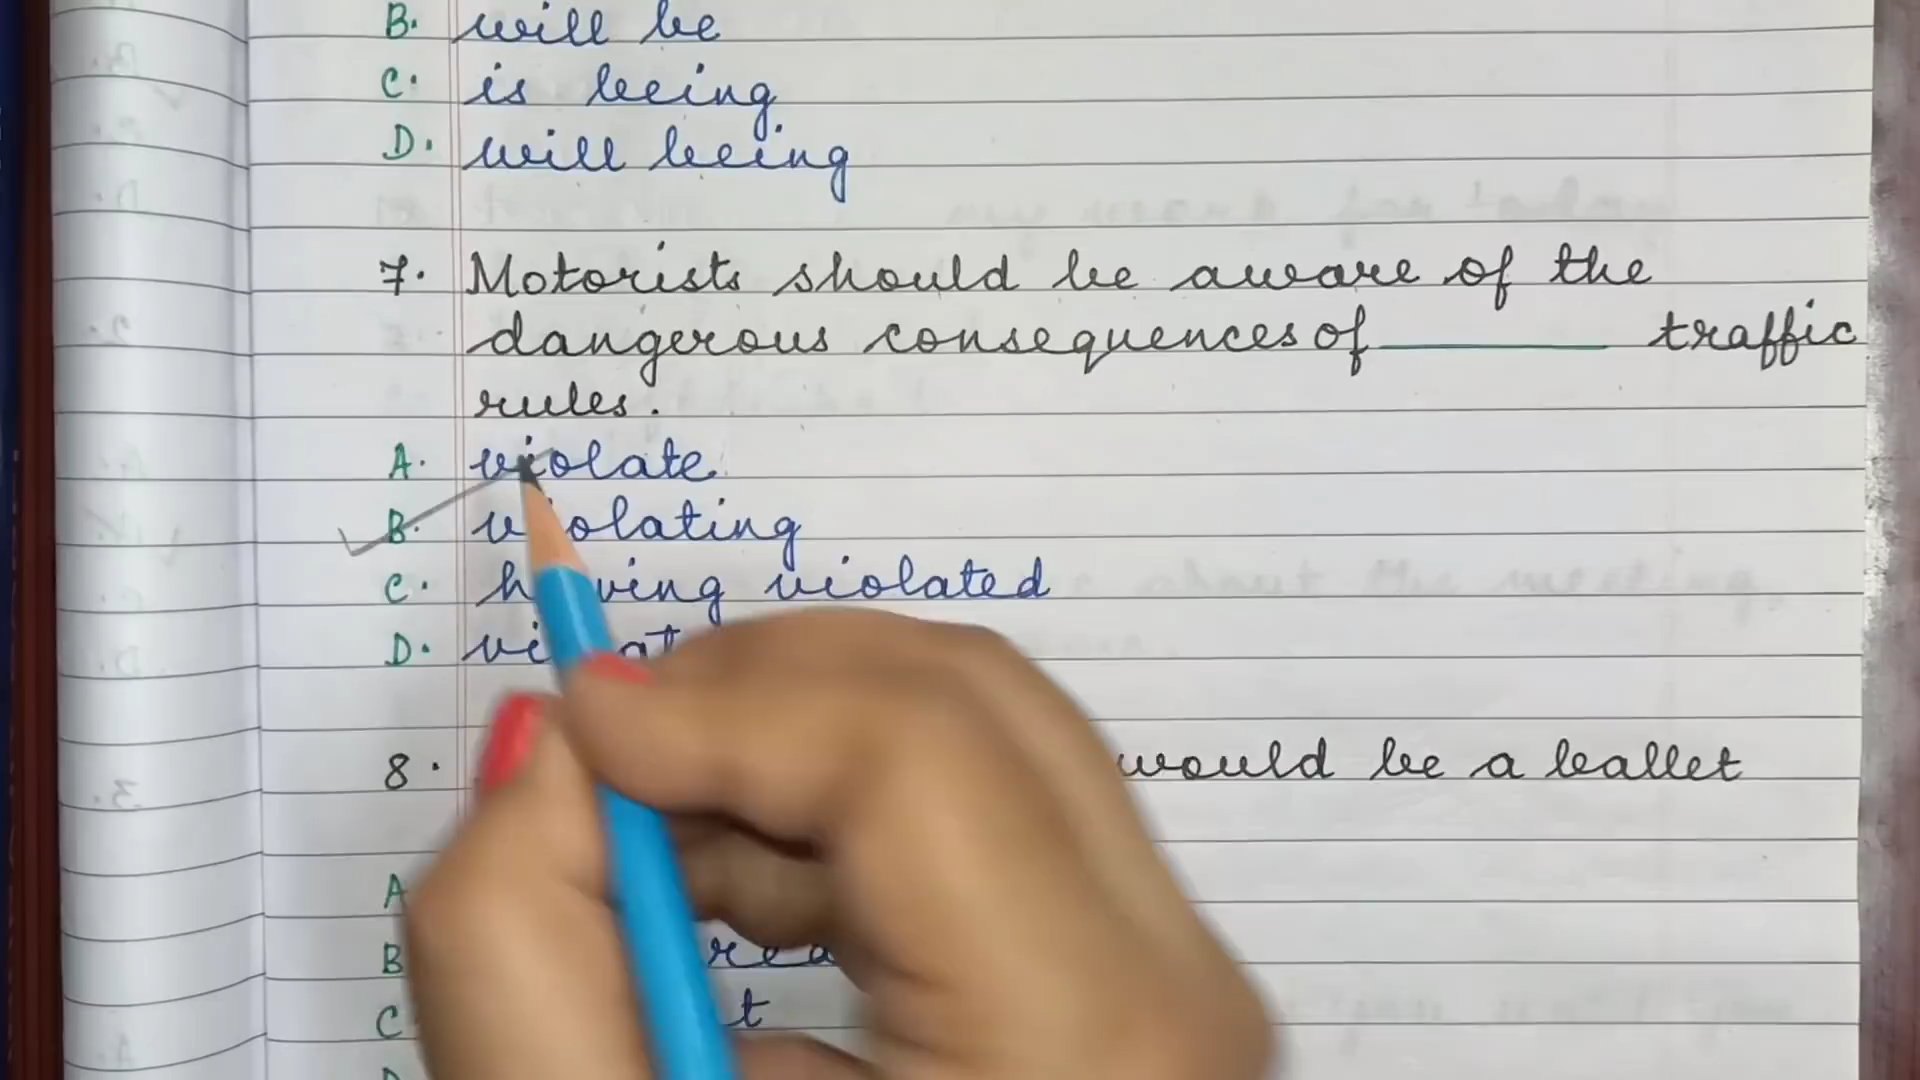 B. will be
C. is being
D. will being
7. Motorists should be aware of the
dangerous consequences of ______ traffic
rules.
A. violate
B. violating
C. having violated
D.
8. would be a ballet
A
B
C t
D